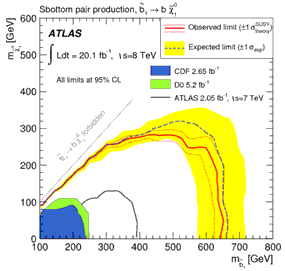 Sbottom pair production, b̃₁ → b χ̃₁⁰
m_χ̃₁⁰ [GeV]
600
500
400
300
200
100
0
ATLAS
∫ Ldt = 20.1 fb⁻¹, √s=8 TeV
All limits at 95% CL
Observed limit (±1 σ^SUSY_theory)
Expected limit (±1 σ_exp)
CDF 2.65 fb⁻¹
D0 5.2 fb⁻¹
ATLAS 2.05 fb⁻¹, √s=7 TeV
b̃₁ → b χ̃₁⁰ forbidden
100 200 300 400 500 600 700 800
m_b̃₁ [GeV]